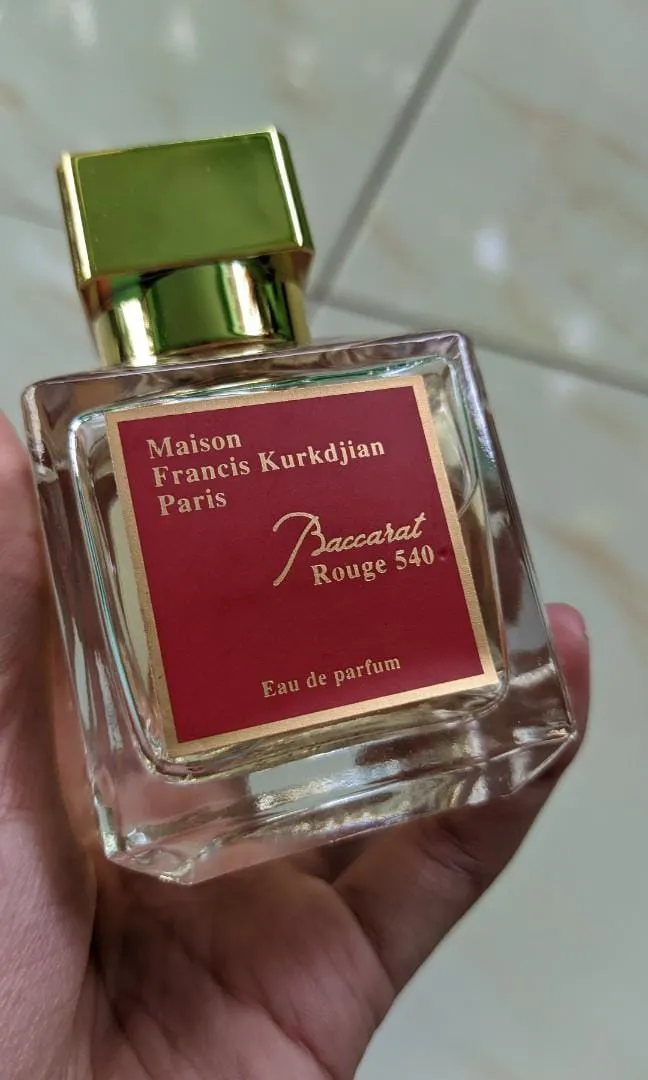 Maison
Francis Kurkdjian
Paris
Baccarat
Rouge 540
Eau de parfum